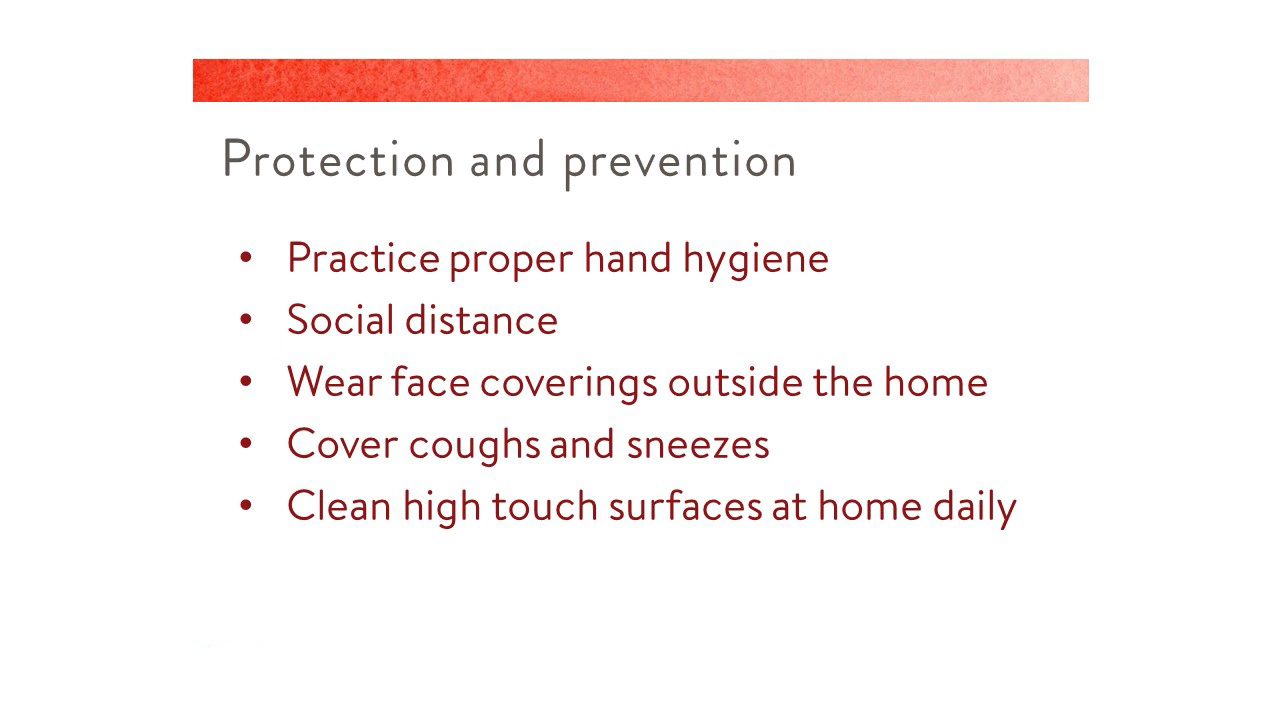 Protection and prevention
• Practice proper hand hygiene
• Social distance
• Wear face coverings outside the home
• Cover coughs and sneezes
• Clean high touch surfaces at home daily